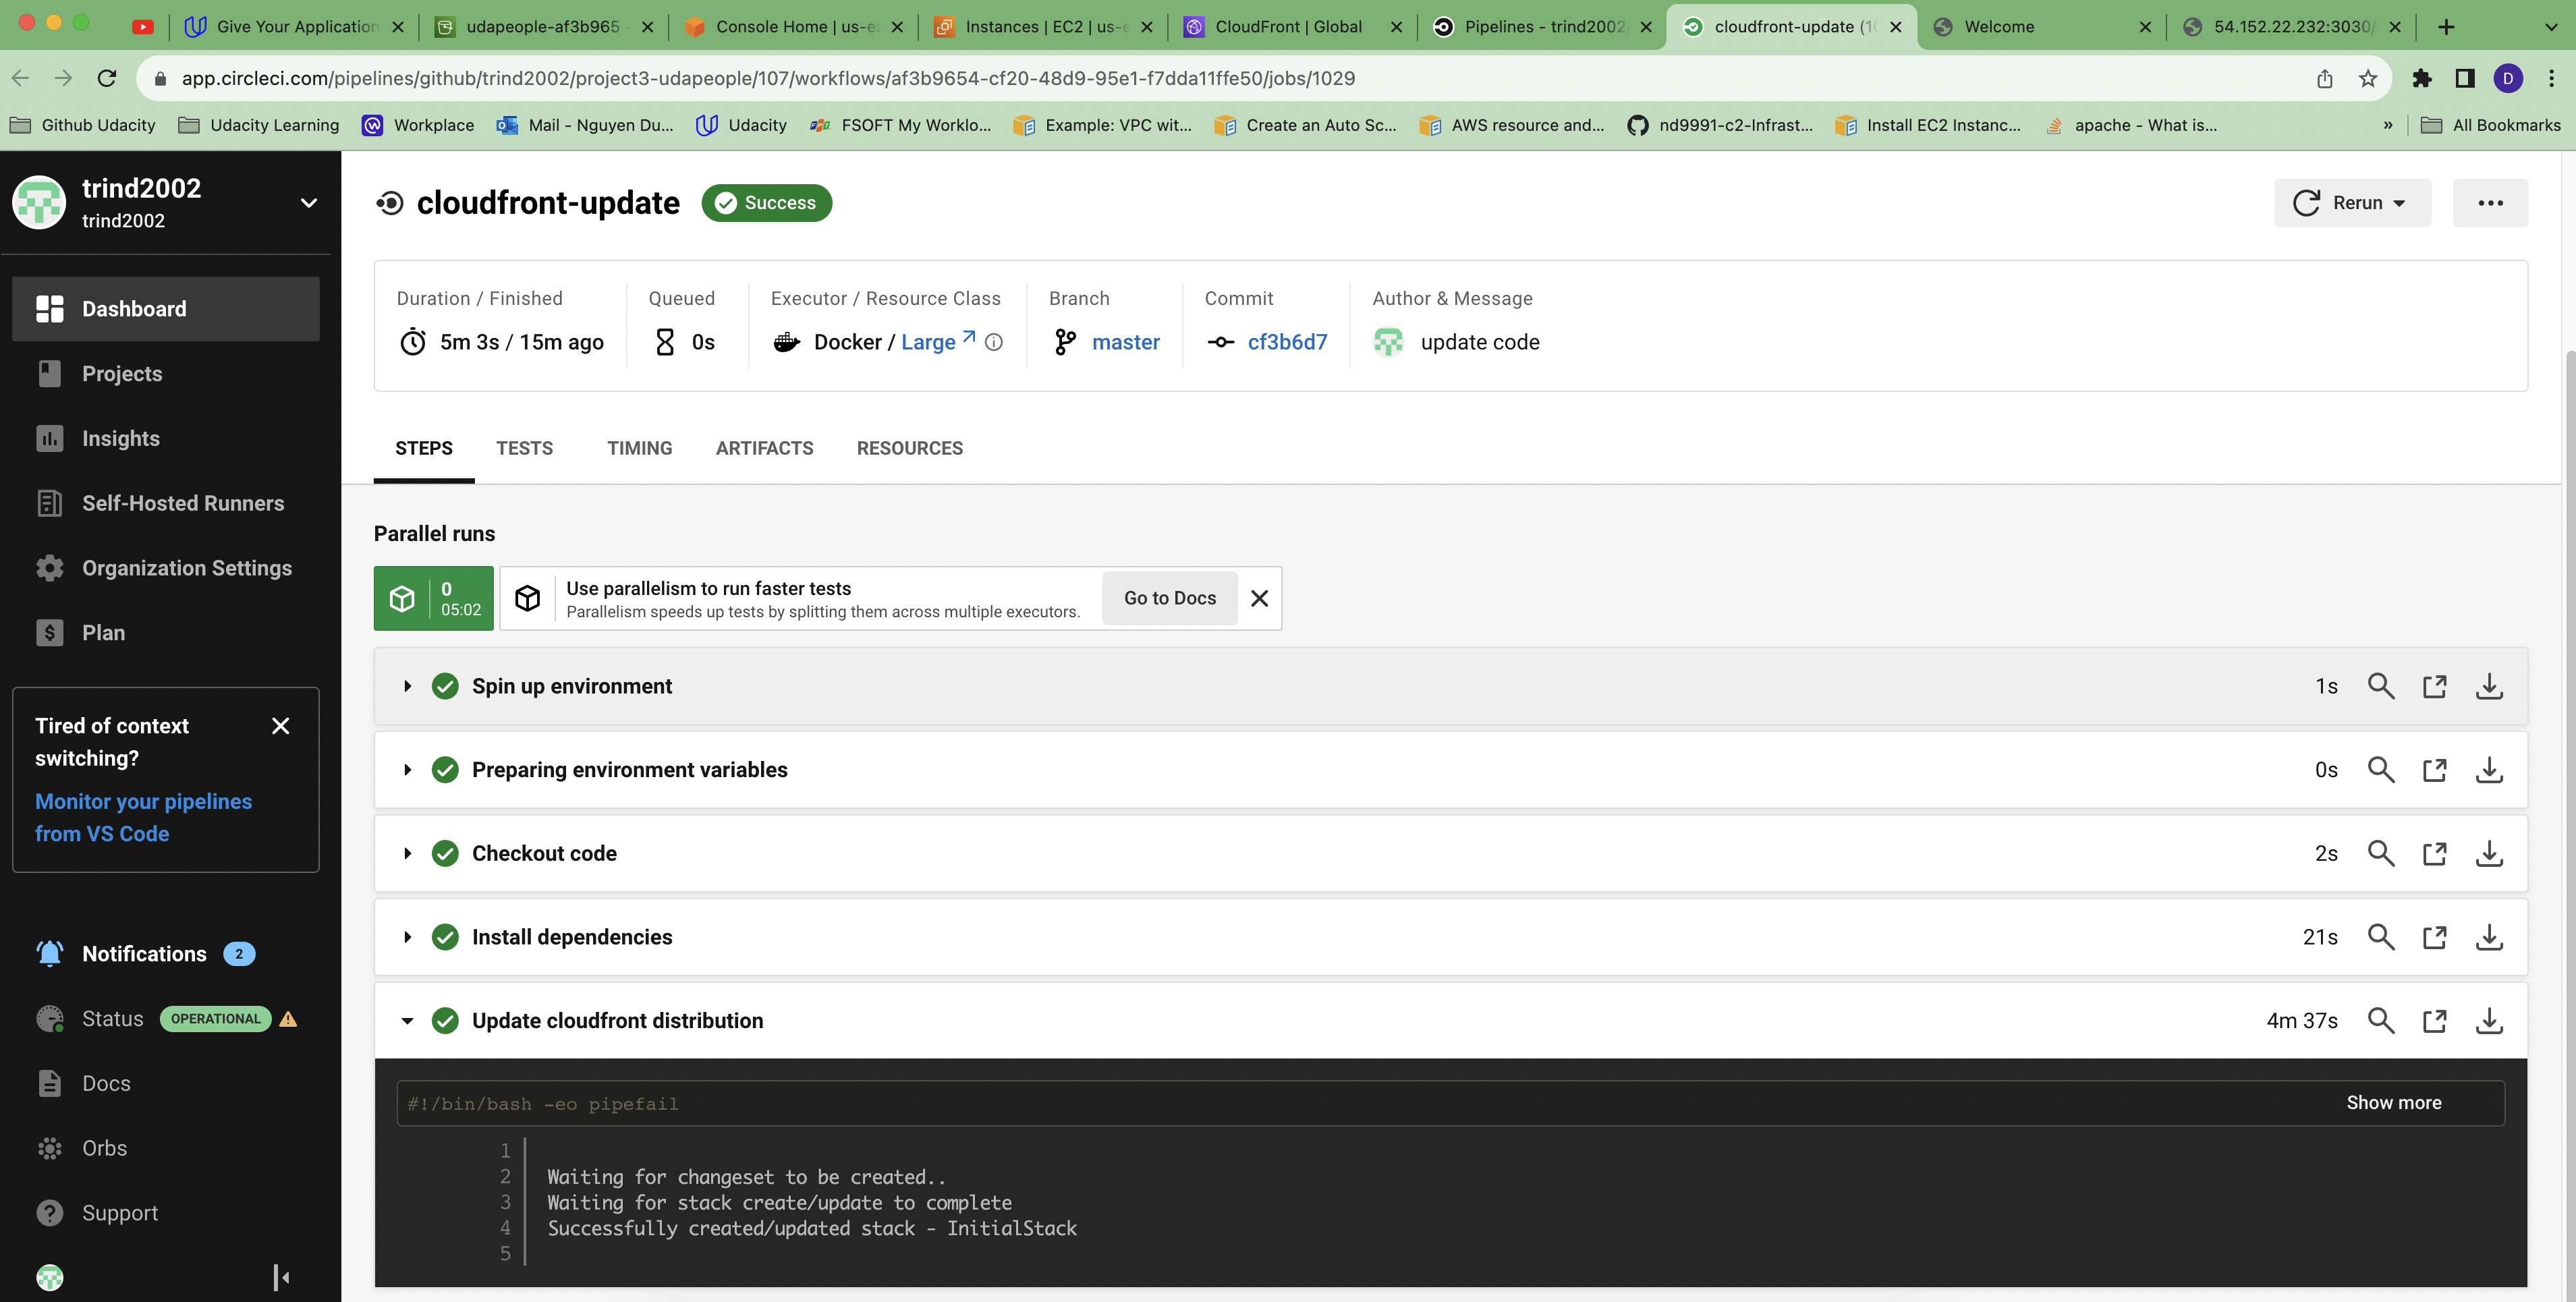 Give Your Application
udapeople-af3b965
Console Home | us-ea
Instances | EC2 | us-e
CloudFront | Global
Pipelines - trind2002
cloudfront-update (10
Welcome
54.152.22.232:3030/
app.circleci.com/pipelines/github/trind2002/project3-udapeople/107/workflows/af3b9654-cf20-48d9-95e1-f7dda11ffe50/jobs/1029
D
Github Udacity
Udacity Learning
Workplace
Mail - Nguyen Du...
Udacity
FSOFT My Worklo...
Example: VPC wit...
Create an Auto Sc...
AWS resource and...
nd9991-c2-Infrast...
Install EC2 Instanc...
apache - What is...
»
All Bookmarks
trind2002
trind2002
Dashboard
Projects
Insights
Self-Hosted Runners
Organization Settings
Plan
Tired of context
switching?
Monitor your pipelines
from VS Code
Notifications 2
Status OPERATIONAL
Docs
Orbs
Support
cloudfront-update
Success
Rerun
Duration / Finished
5m 3s / 15m ago
Queued
0s
Executor / Resource Class
Docker / Large
Branch
master
Commit
cf3b6d7
Author & Message
update code
STEPS
TESTS
TIMING
ARTIFACTS
RESOURCES
Parallel runs
0
05:02
Use parallelism to run faster tests
Parallelism speeds up tests by splitting them across multiple executors.
Go to Docs
Spin up environment 1s
Preparing environment variables 0s
Checkout code 2s
Install dependencies 21s
Update cloudfront distribution 4m 37s
#!/bin/bash -eo pipefail
Show more
1
2 Waiting for changeset to be created..
3 Waiting for stack create/update to complete
4 Successfully created/updated stack - InitialStack
5